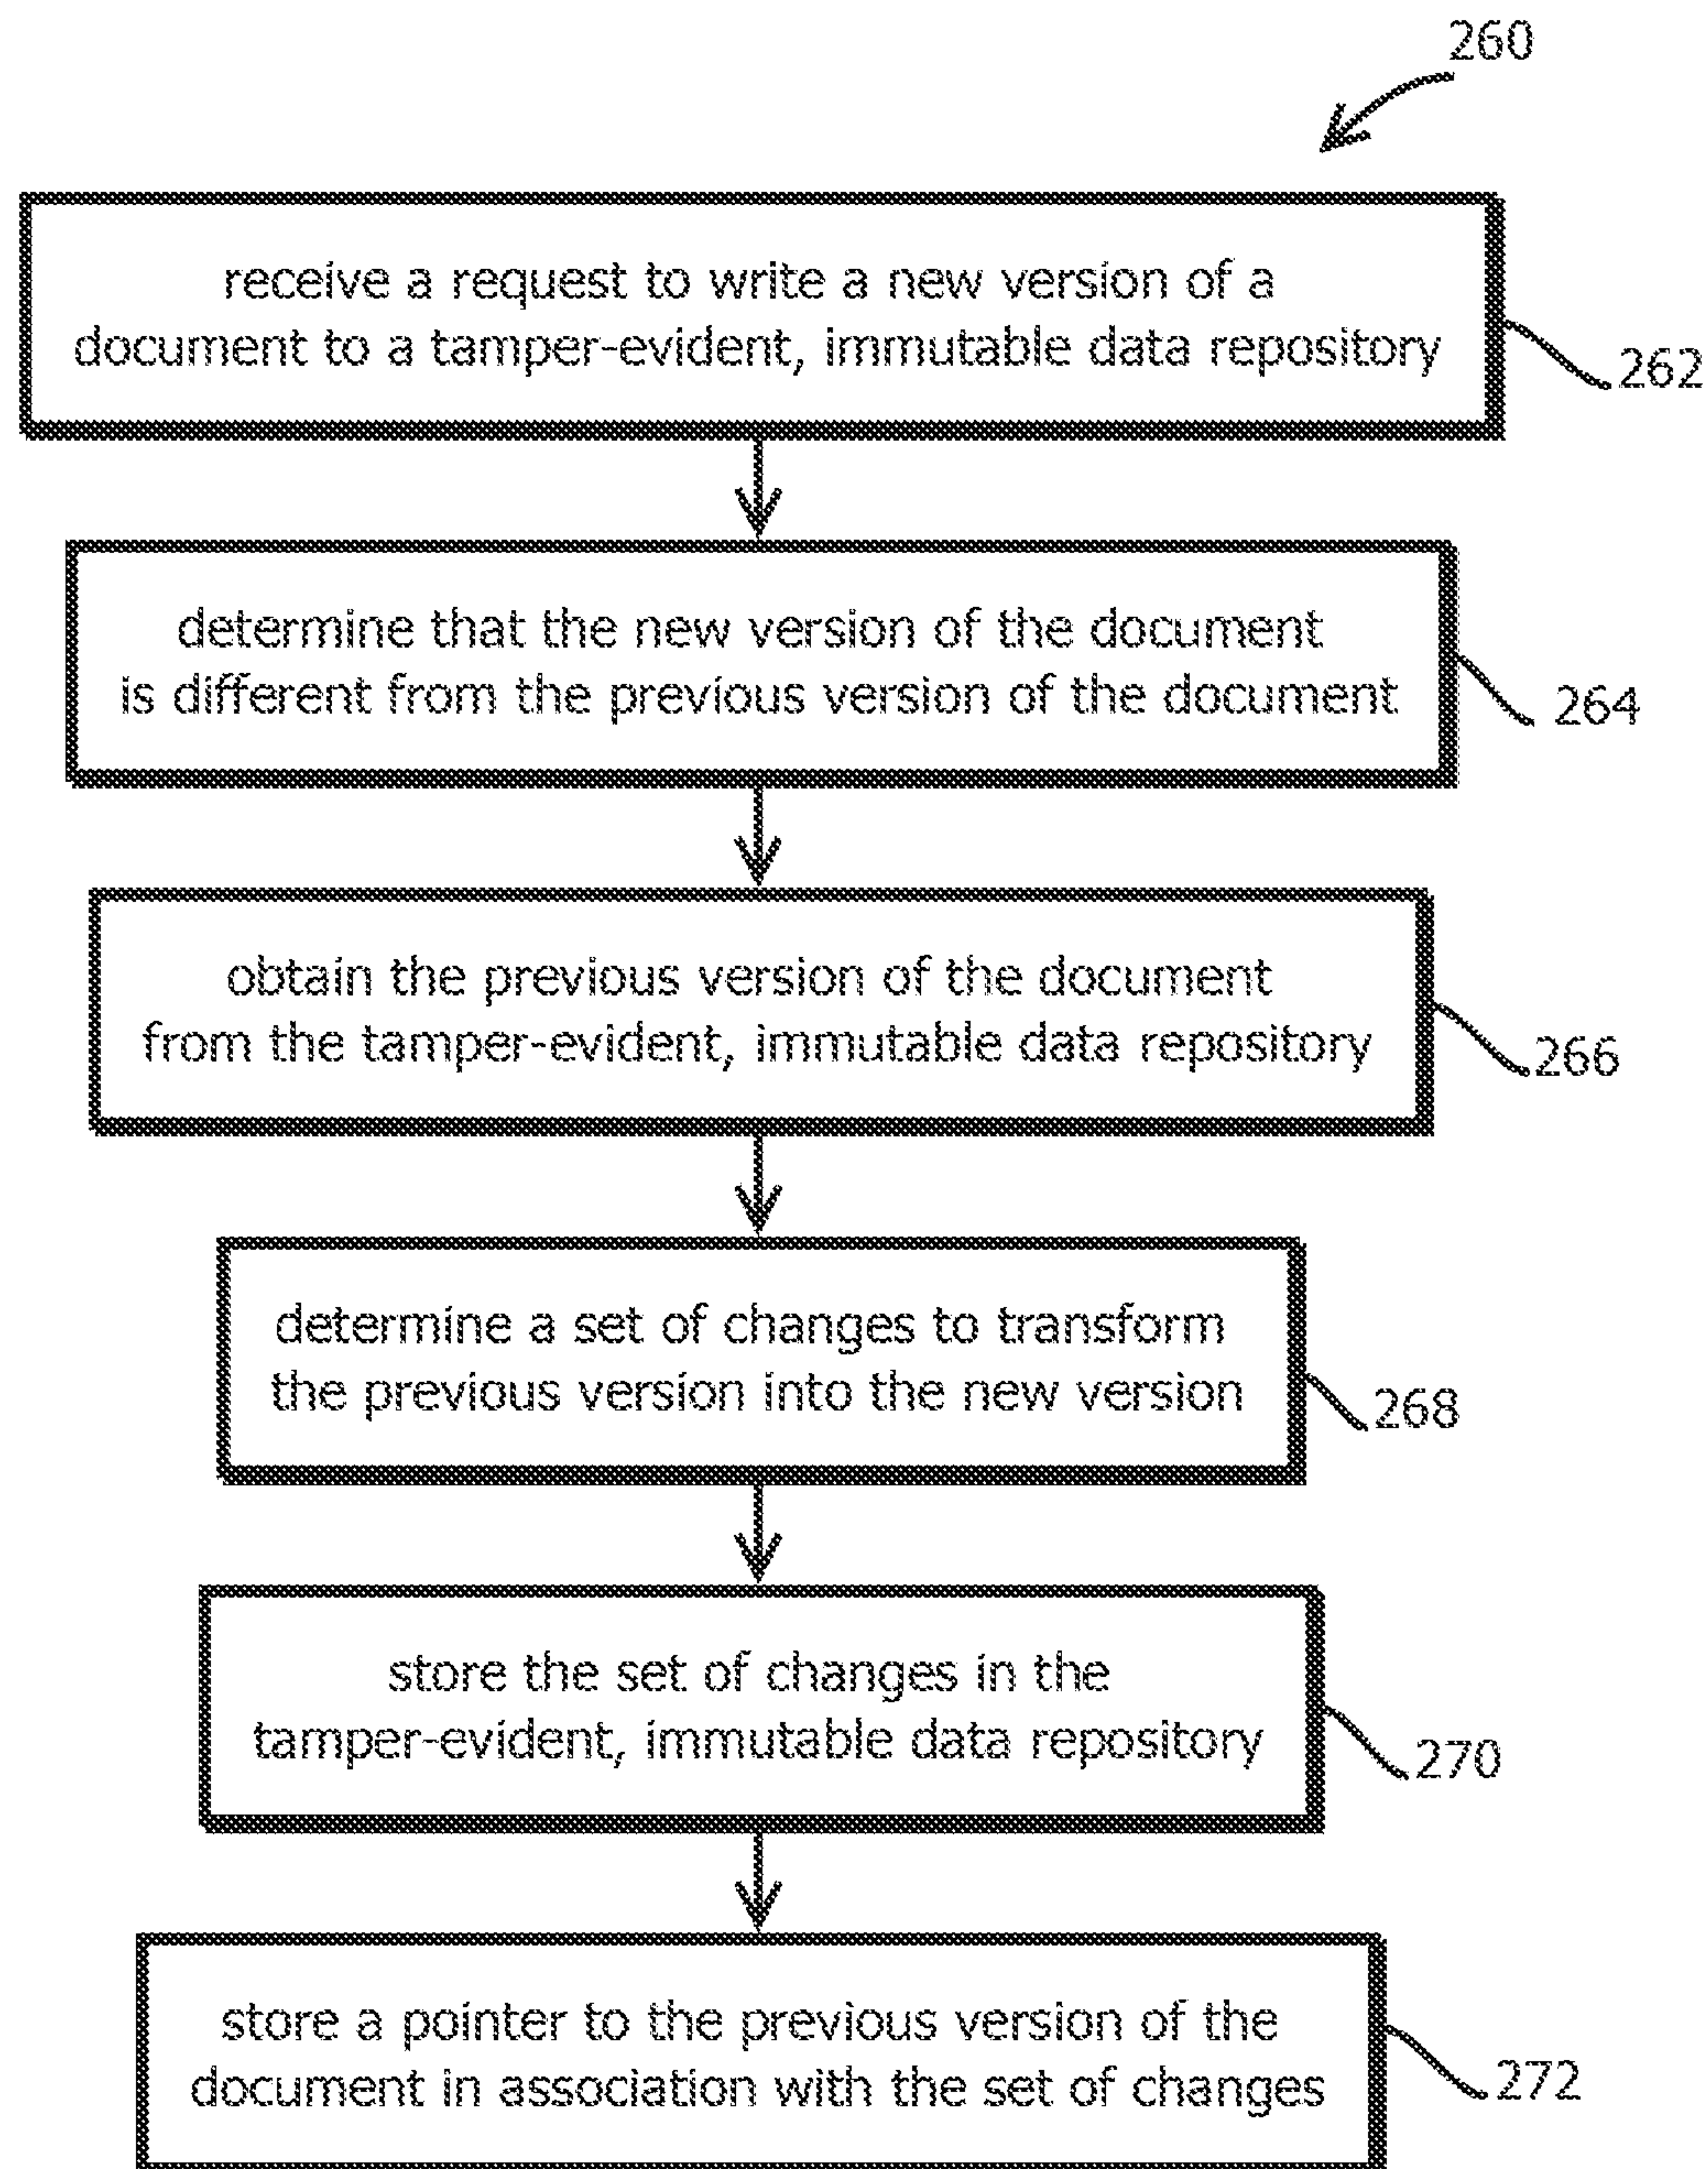 260
receive a request to write a new version of a
document to a tamper-evident, immutable data repository
262
determine that the new version of the document
is different from the previous version of the document
264
obtain the previous version of the document
from the tamper-evident, immutable data repository
266
determine a set of changes to transform
the previous version into the new version
268
store the set of changes in the
tamper-evident, immutable data repository
270
store a pointer to the previous version of the
document in association with the set of changes
272